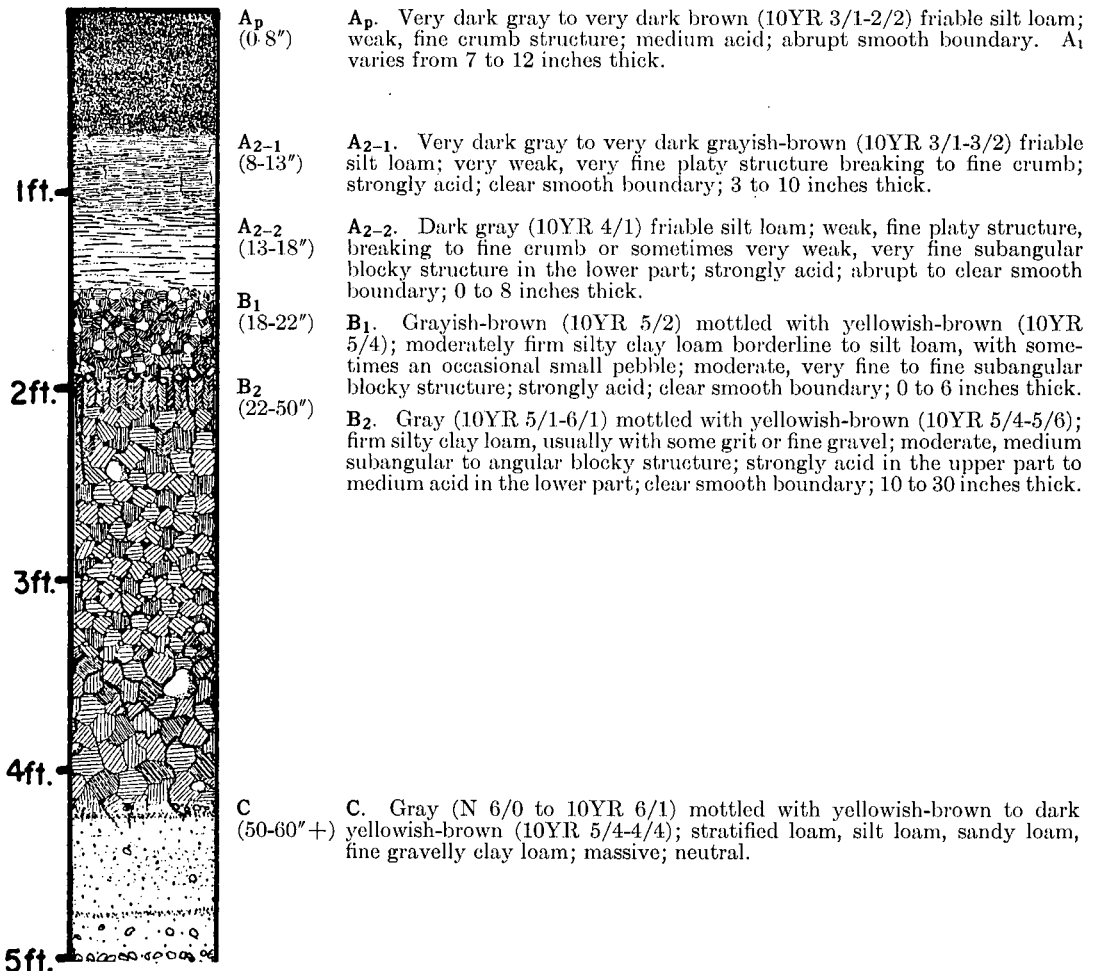 Ap
(0-8")
Ap. Very dark gray to very dark brown (10YR 3/1-2/2) friable silt loam;
weak, fine crumb structure; medium acid; abrupt smooth boundary. A1
varies from 7 to 12 inches thick.
A2-1
(8-13")
A2-1. Very dark gray to very dark grayish-brown (10YR 3/1-3/2) friable
silt loam; very weak, very fine platy structure breaking to fine crumb;
strongly acid; clear smooth boundary; 3 to 10 inches thick.
1ft.
A2-2
(13-18")
A2-2. Dark gray (10YR 4/1) friable silt loam; weak, fine platy structure,
breaking to fine crumb or sometimes very weak, very fine subangular
blocky structure in the lower part; strongly acid; abrupt to clear smooth
boundary; 0 to 8 inches thick.
B1
(18-22")
B1. Grayish-brown (10YR 5/2) mottled with yellowish-brown (10YR
5/4); moderately firm silty clay loam borderline to silt loam, with some-
times an occasional small pebble; moderate, very fine to fine subangular
blocky structure; strongly acid; clear smooth boundary; 0 to 6 inches thick.
2ft.
B2
(22-50")
B2. Gray (10YR 5/1-6/1) mottled with yellowish-brown (10YR 5/4-5/6);
firm silty clay loam, usually with some grit or fine gravel; moderate, medium
subangular to angular blocky structure; strongly acid in the upper part to
medium acid in the lower part; clear smooth boundary; 10 to 30 inches thick.
3ft.
4ft.
C
(50-60"+)
C. Gray (N 6/0 to 10YR 6/1) mottled with yellowish-brown to dark
yellowish-brown (10YR 5/4-4/4); stratified loam, silt loam, sandy loam,
fine gravelly clay loam; massive; neutral.
5ft.